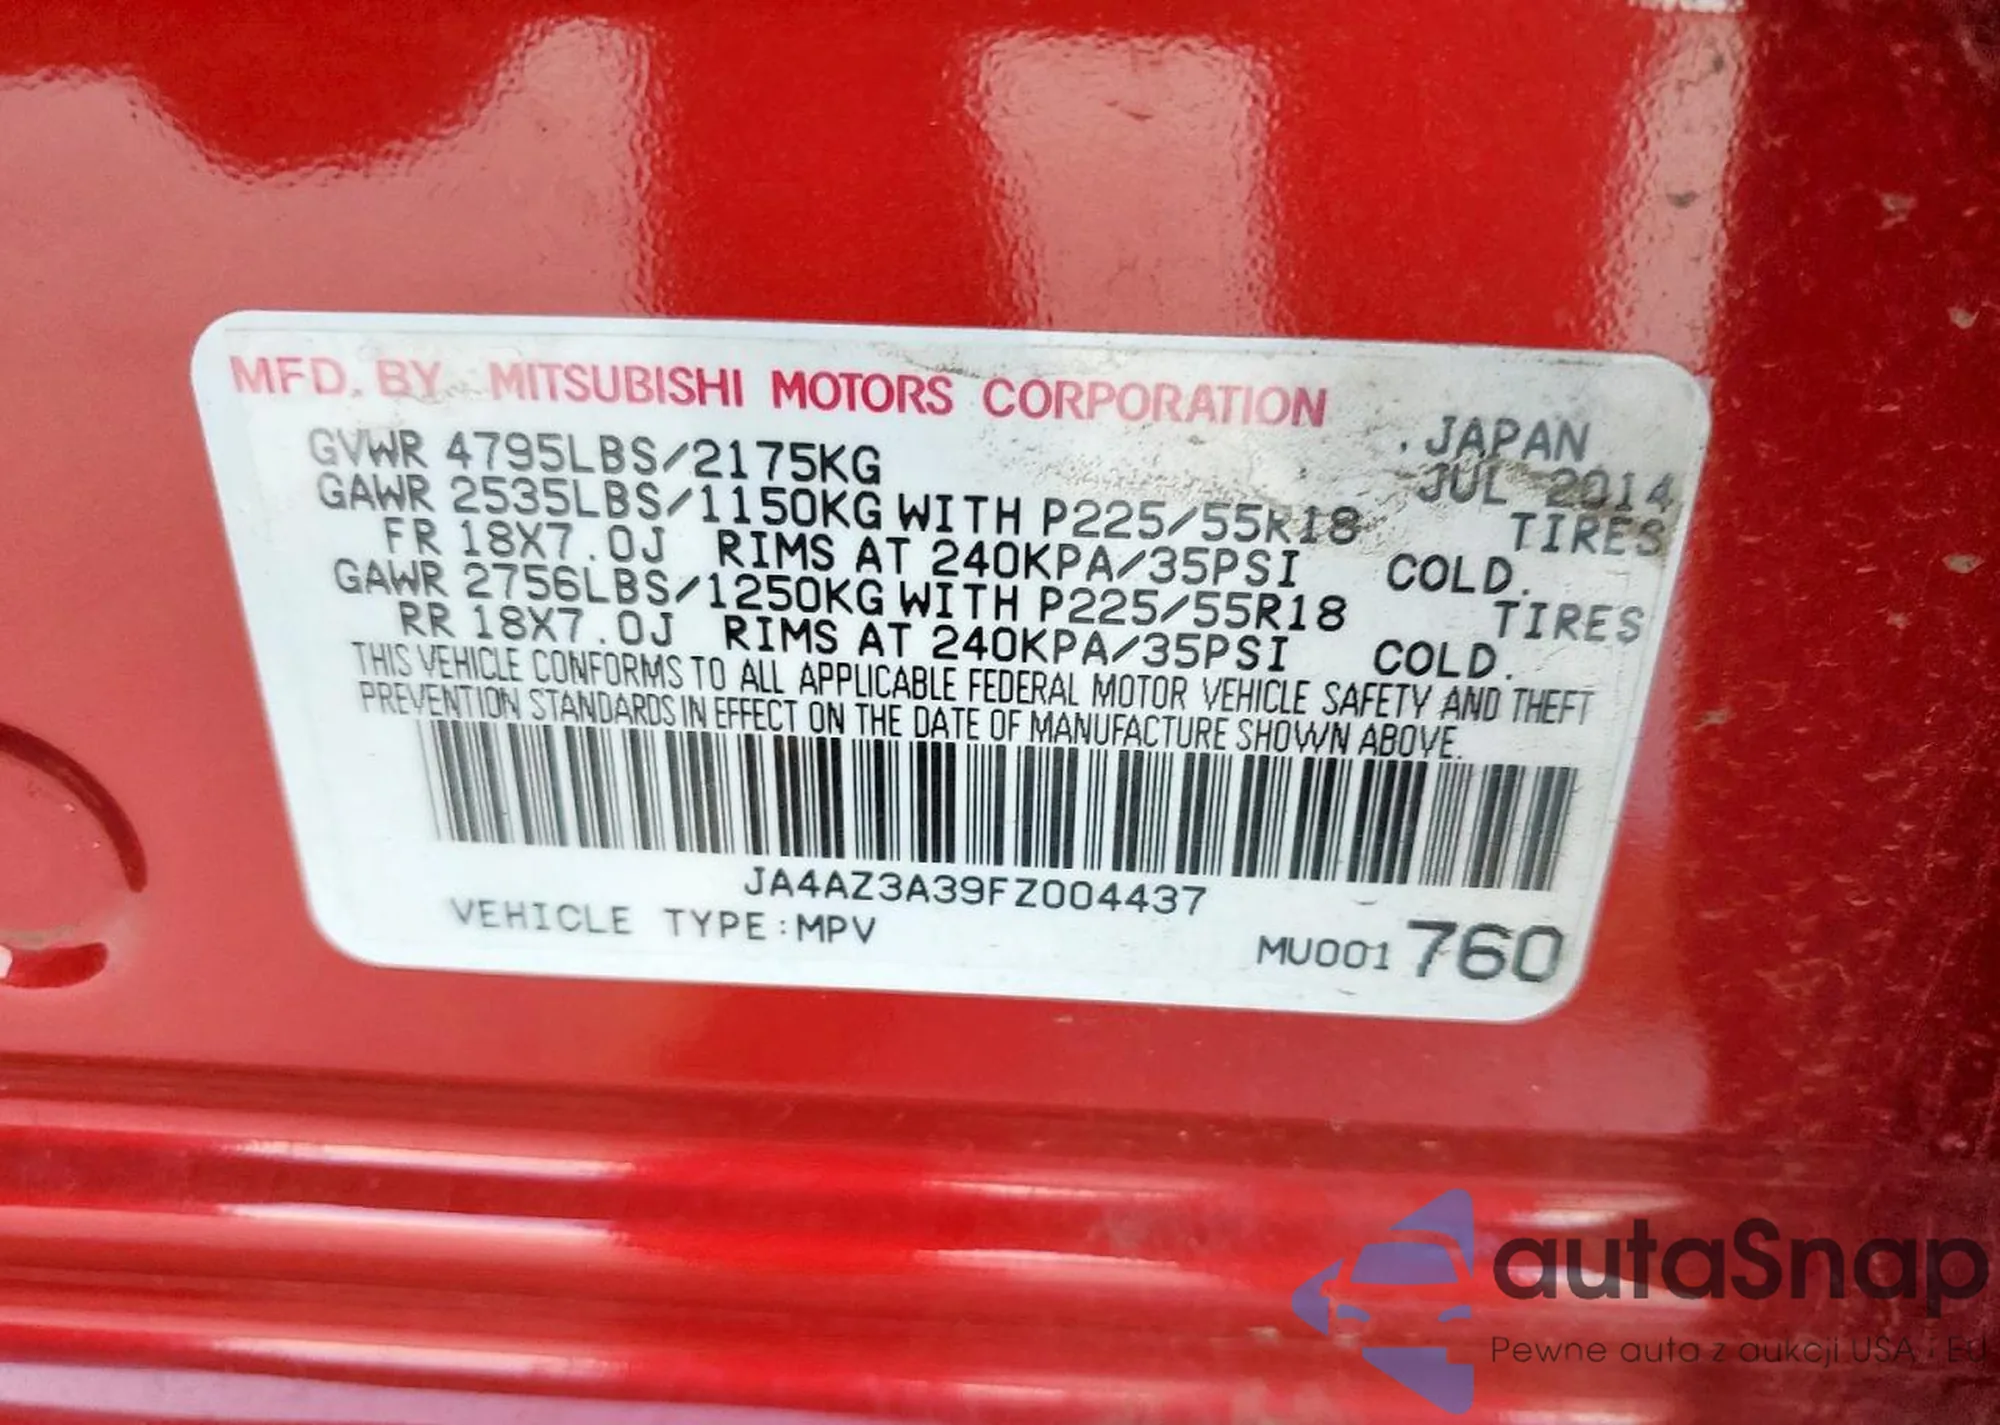 MFD. BY MITSUBISHI MOTORS CORPORATION
. JAPAN
GVWR 4795LBS/2175KG JUL 2014
GAWR 2535LBS/1150KG WITH P225/55R18 TIRES
FR 18X7.0J RIMS AT 240KPA/35PSI COLD.
GAWR 2756LBS/1250KG WITH P225/55R18 TIRES
RR 18X7.0J RIMS AT 240KPA/35PSI COLD.
THIS VEHICLE CONFORMS TO ALL APPLICABLE FEDERAL MOTOR VEHICLE SAFETY AND THEFT
PREVENTION STANDARDS IN EFFECT ON THE DATE OF MANUFACTURE SHOWN ABOVE.
JA4AZ3A39FZ004437
VEHICLE TYPE:MPV
MU001 760
autaSnap
Pewne auta z aukcji USA i EU